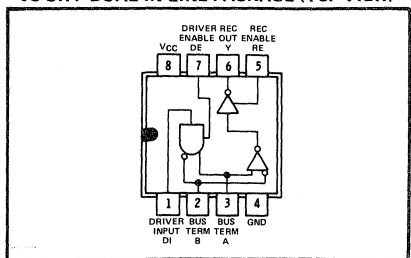 DRIVER REC REC
ENABLE OUT ENABLE
VCC DE Y RE
8 7 6 5
1 2 3 4
DRIVER BUS BUS GND
INPUT TERM TERM
DI B A